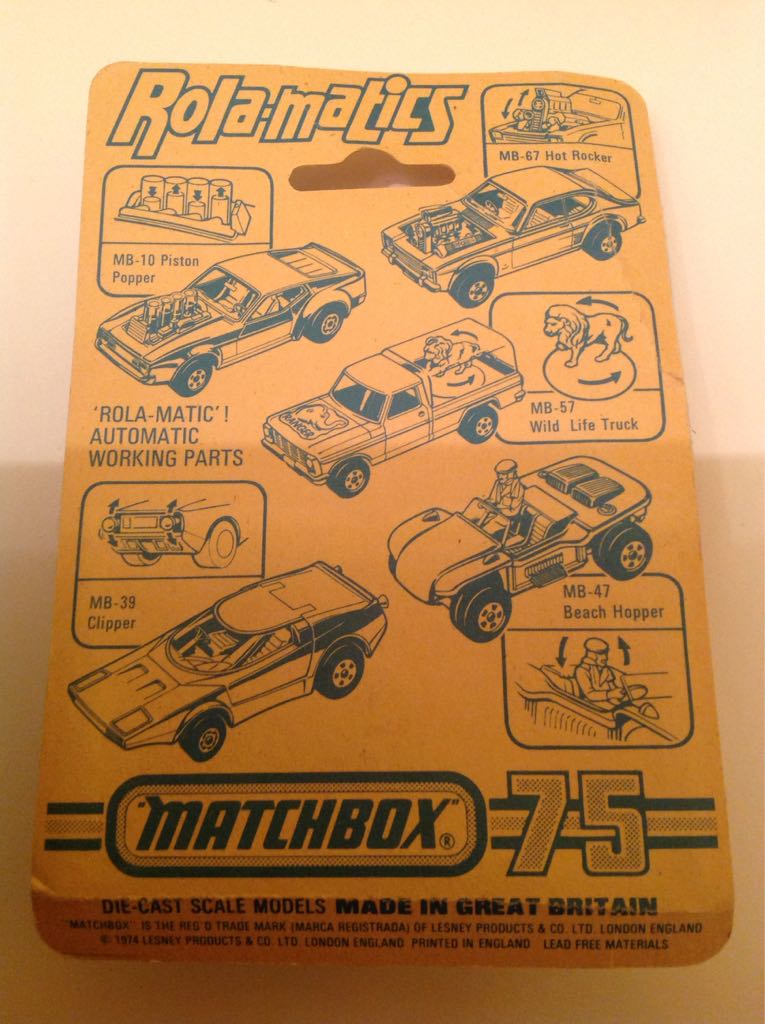 Rola-matics
MB-67 Hot Rocker
MB-10 Piston
Popper
MB-57
Wild Life Truck
RANGER
'ROLA-MATIC'!
AUTOMATIC
WORKING PARTS
MB-39
Clipper
MB-47
Beach Hopper
"MATCHBOX"® 75
DIE-CAST SCALE MODELS MADE IN GREAT BRITAIN
"MATCHBOX" IS THE REG'D TRADE MARK (MARCA REGISTRADA) OF LESNEY PRODUCTS & CO. LTD. LONDON ENGLAND
© 1974 LESNEY PRODUCTS & CO. LTD. LONDON ENGLAND PRINTED IN ENGLAND LEAD FREE MATERIALS